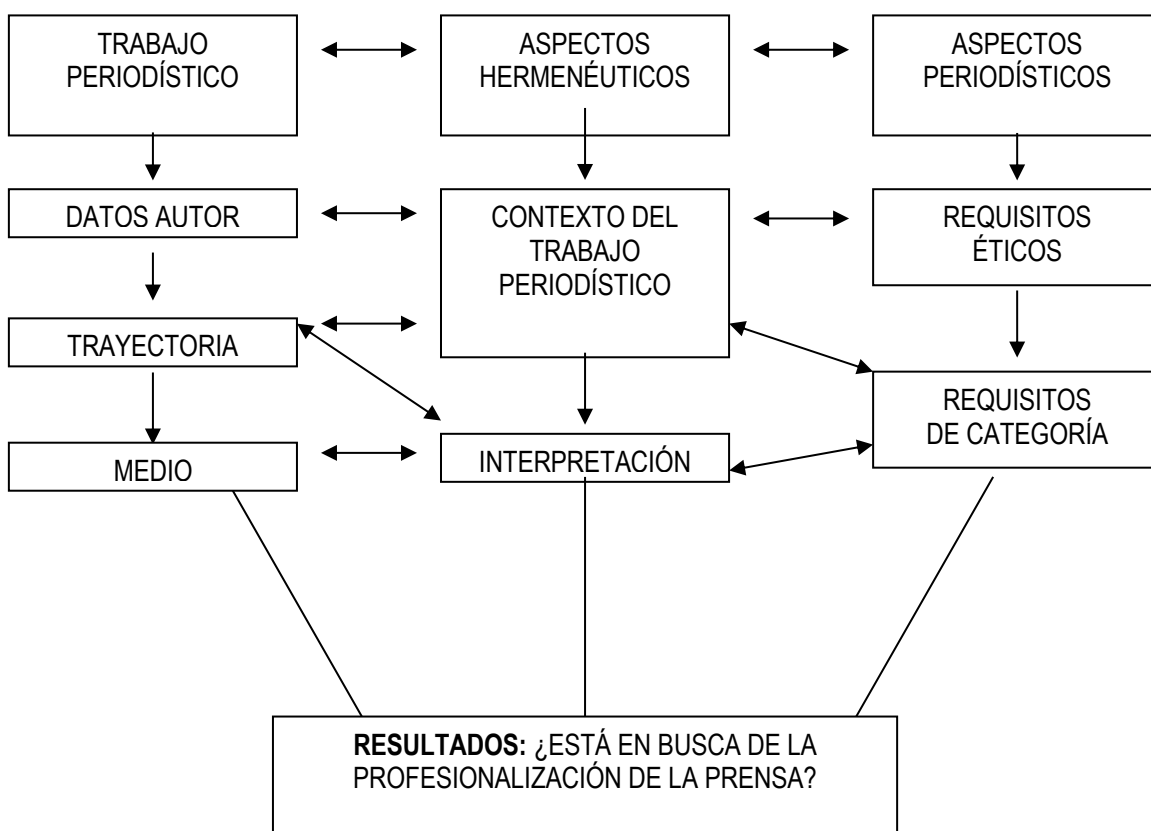 TRABAJO
PERIODÍSTICO
ASPECTOS
HERMENÉUTICOS
ASPECTOS
PERIODÍSTICOS
DATOS AUTOR
CONTEXTO DEL
TRABAJO
PERIODÍSTICO
REQUISITOS
ÉTICOS
TRAYECTORIA
REQUISITOS
DE CATEGORÍA
MEDIO
INTERPRETACIÓN
RESULTADOS: ¿ESTÁ EN BUSCA DE LA
PROFESIONALIZACIÓN DE LA PRENSA?